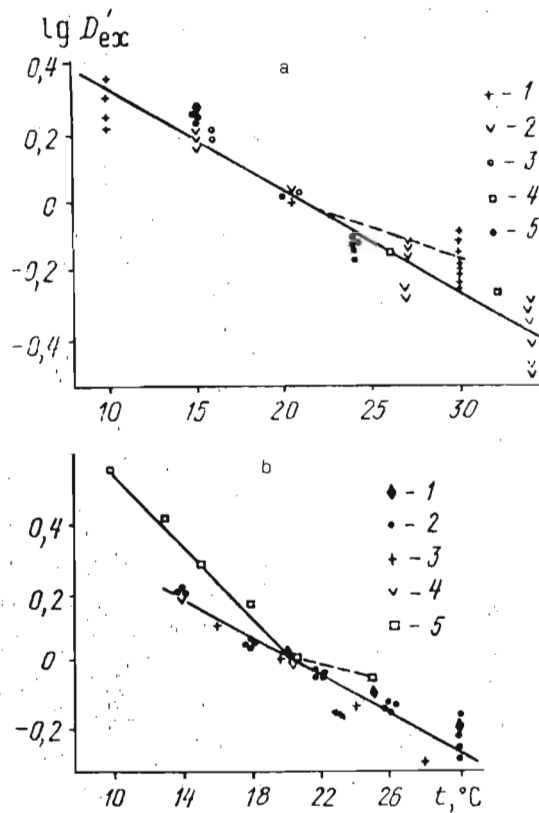 lg D'ex
a
0,4
0,2
0
-0,2
-0,4
10 15 20 25 30
+ - 1
v - 2
o - 3
□ - 4
● - 5
b
0,4
0,2
0
-0,2
10 14 18 22 26 t, °C
♦ - 1
● - 2
+ - 3
v - 4
□ - 5